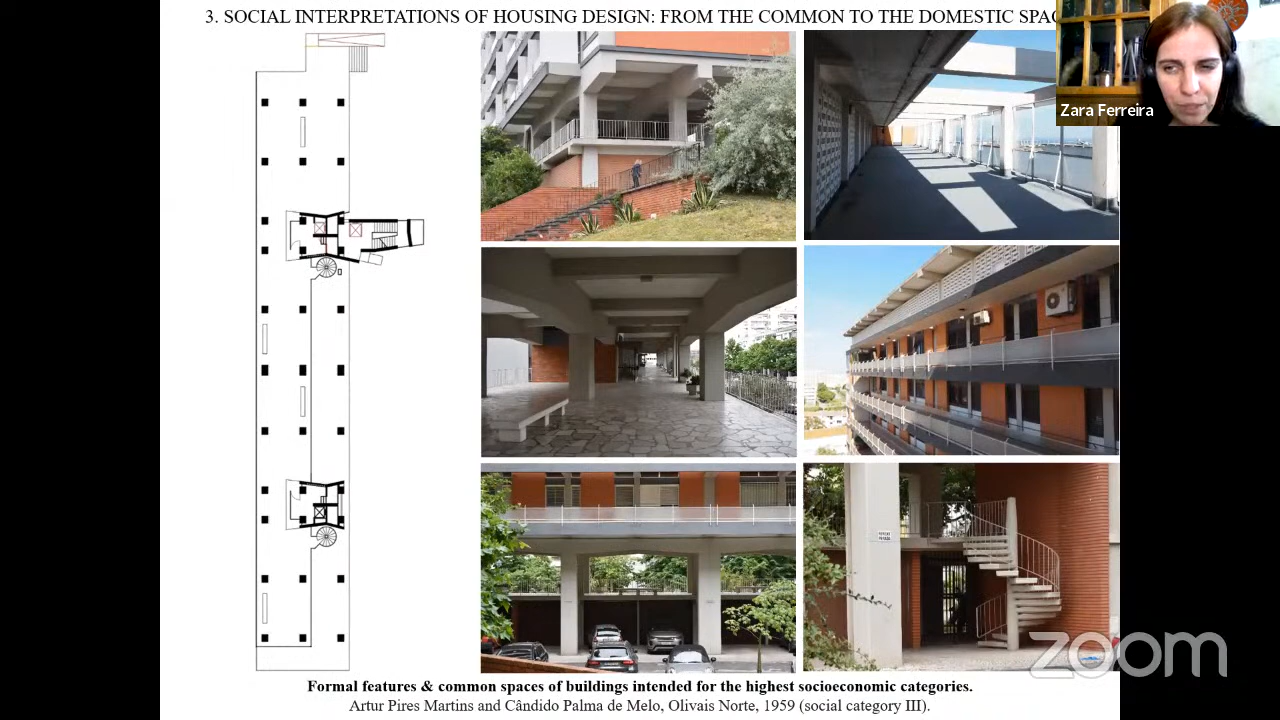 3. SOCIAL INTERPRETATIONS OF HOUSING DESIGN: FROM THE COMMON TO THE DOMESTIC
Zara Ferreira
zoom
Formal features & common spaces of buildings intended for the highest socioeconomic categories.
Artur Pires Martins and Cândido Palma de Melo, Olivais Norte, 1959 (social category III).